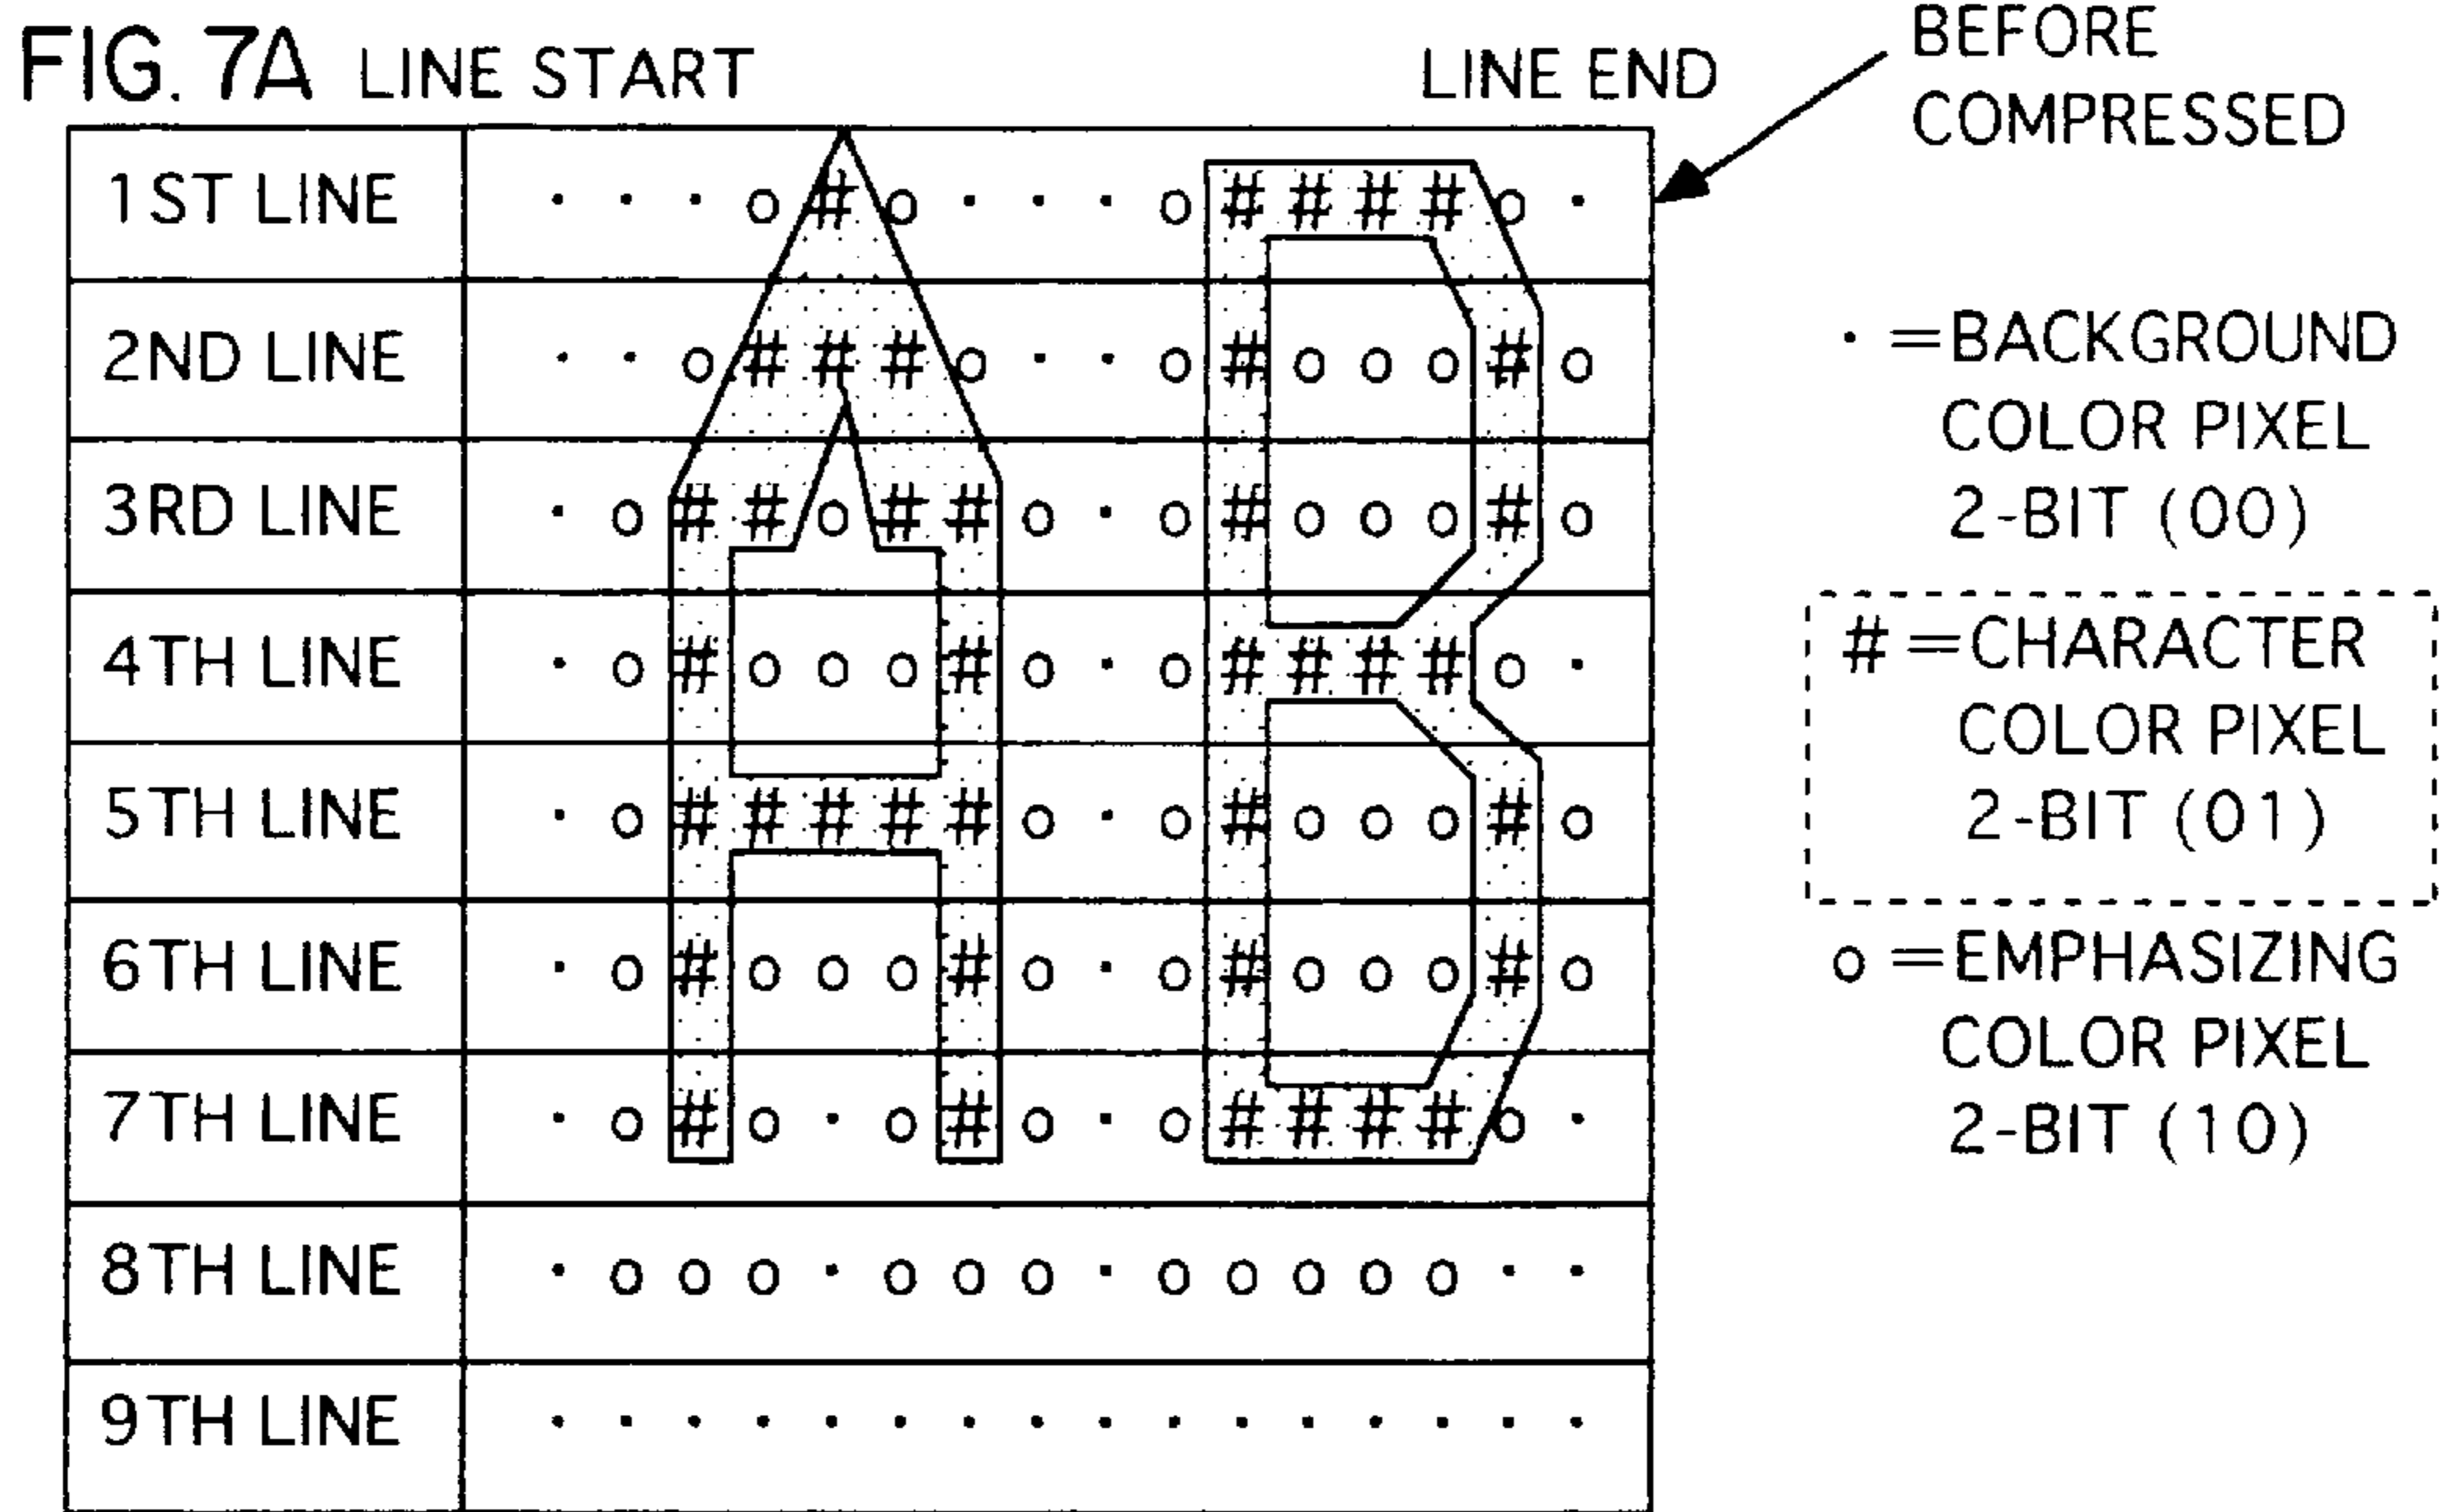 FIG. 7A LINE START LINE END
BEFORE
COMPRESSED
1ST LINE · · · o # o · · · o # # # # o ·
2ND LINE · · o # # # o · · o # o o o # o
3RD LINE · o # # o # # o · o # o o o # o
4TH LINE · o # o o o # o · o # # # # o ·
5TH LINE · o # # # # # o · o # o o o # o
6TH LINE · o # o o o # o · o # o o o # o
7TH LINE · o # o · o # o · o # # # # o ·
8TH LINE · o o o · o o o · o o o o o · ·
9TH LINE · · · · · · · · · · · · · · · ·
· =BACKGROUND
COLOR PIXEL
2-BIT (00)
# =CHARACTER
COLOR PIXEL
2-BIT (01)
o =EMPHASIZING
COLOR PIXEL
2-BIT (10)